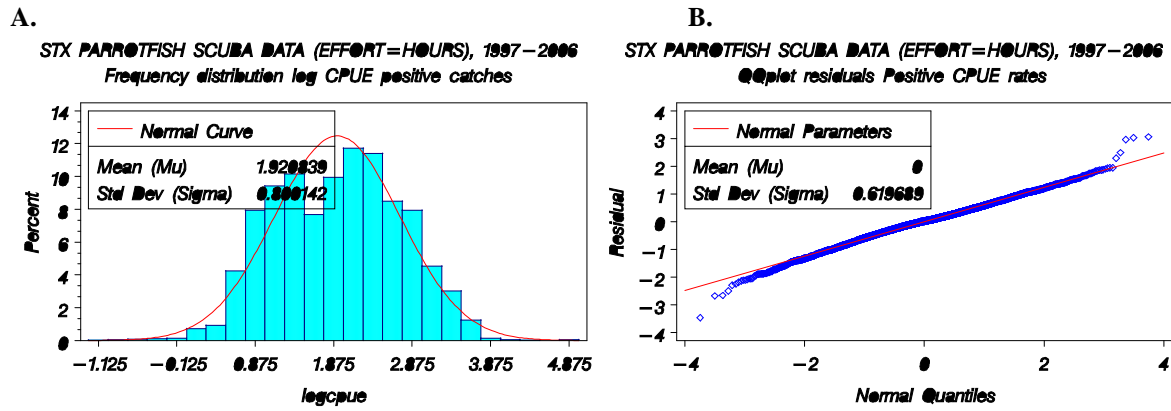 A.
STX PARROTFISH SCUBA DATA (EFFORT=HOURS), 1997-2006
Frequency distribution log CPUE positive catches
14
12
10
8
6
4
2
0
Percent
Normal Curve
Mean (Mu) 1.920839
Std Dev (Sigma) 0.800142
-1.125 -0.125 0.875 1.875 2.875 3.875 4.875
logcpue
B.
STX PARROTFISH SCUBA DATA (EFFORT=HOURS), 1997-2006
QQplot residuals Positive CPUE rates
4
3
2
1
0
-1
-2
-3
-4
Residual
Normal Parameters
Mean (Mu) 0
Std Dev (Sigma) 0.619689
-4 -2 0 2 4
Normal Quantiles